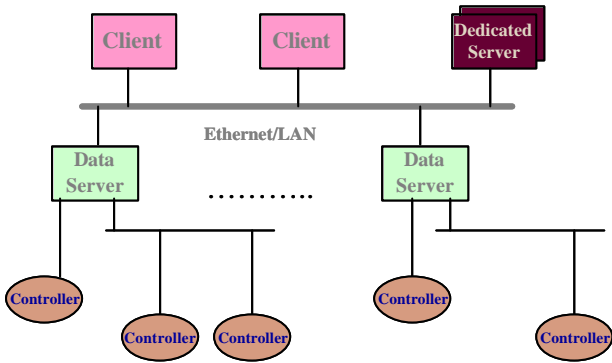 Client
Client
Dedicated
Server
Ethernet/LAN
Data
Server
Data
Server
Controller
Controller
Controller
Controller
Controller